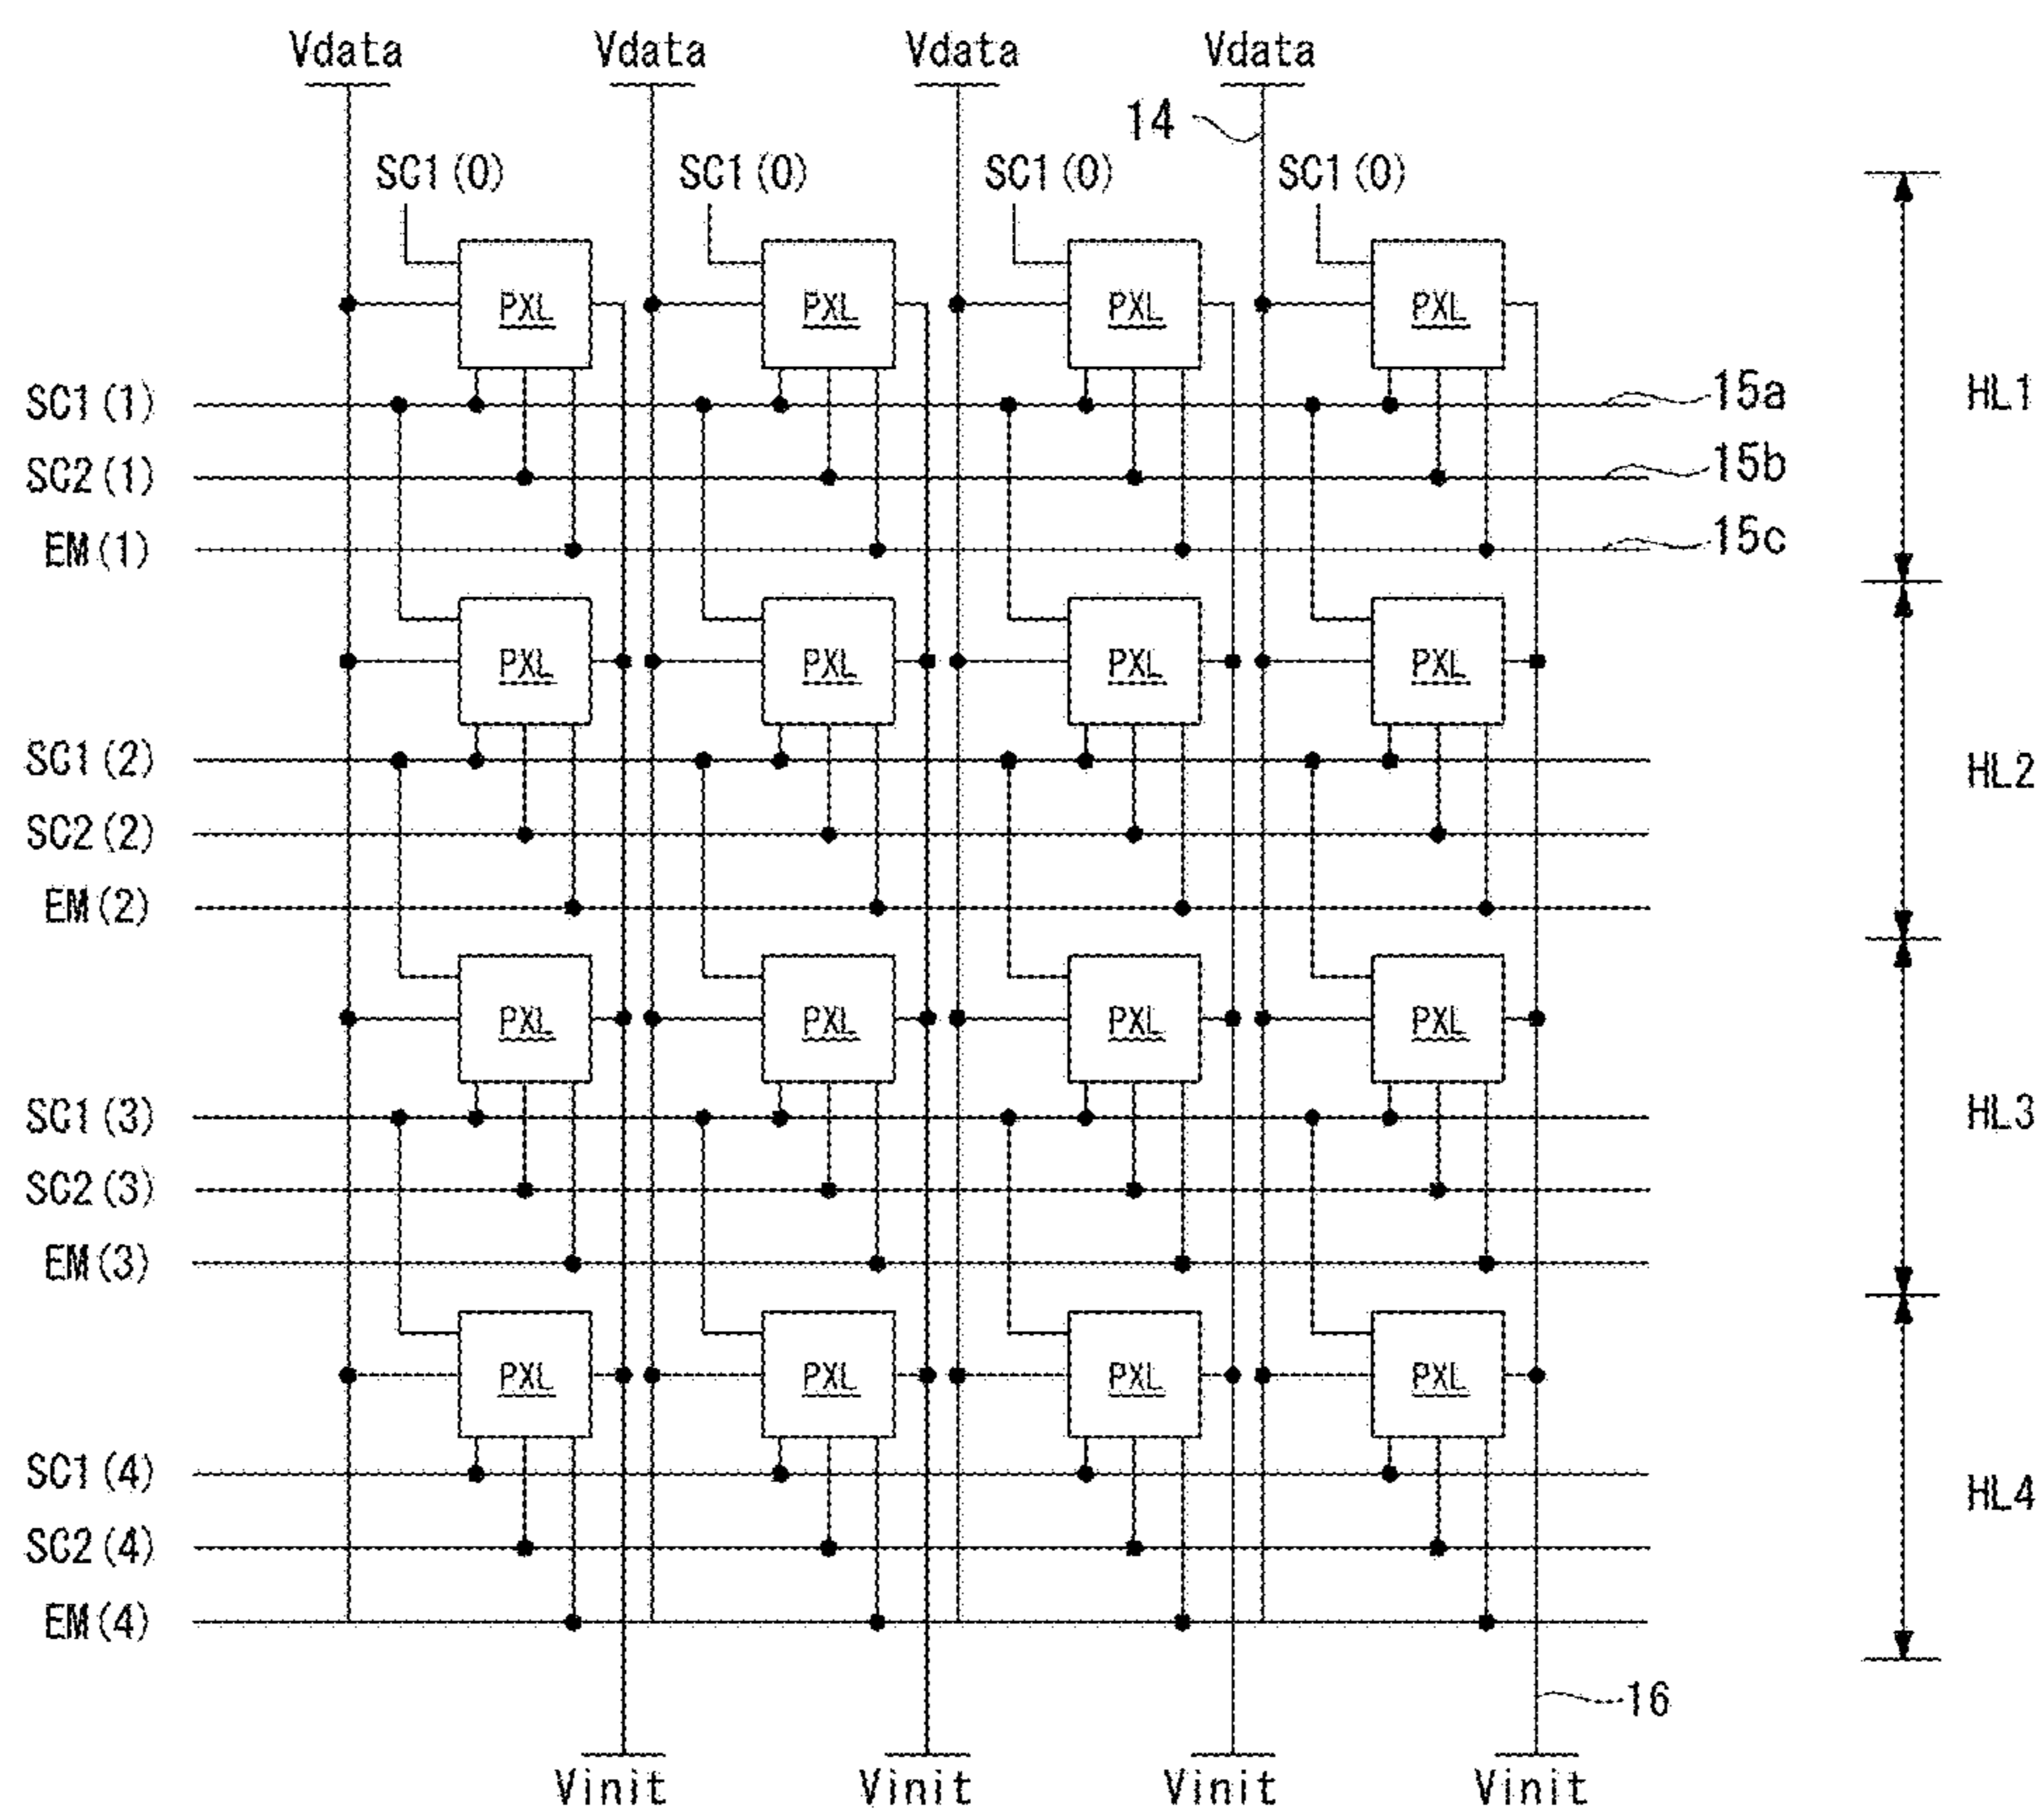 Vdata Vdata Vdata Vdata
14
SC1(0) SC1(0) SC1(0) SC1(0)
PXL PXL PXL PXL
SC1(1) 15a HL1
SC2(1) 15b
EM(1) 15c
PXL PXL PXL PXL
SC1(2) HL2
SC2(2)
EM(2)
PXL PXL PXL PXL
SC1(3) HL3
SC2(3)
EM(3)
PXL PXL PXL PXL
SC1(4) HL4
SC2(4)
EM(4)
16
Vinit Vinit Vinit Vinit